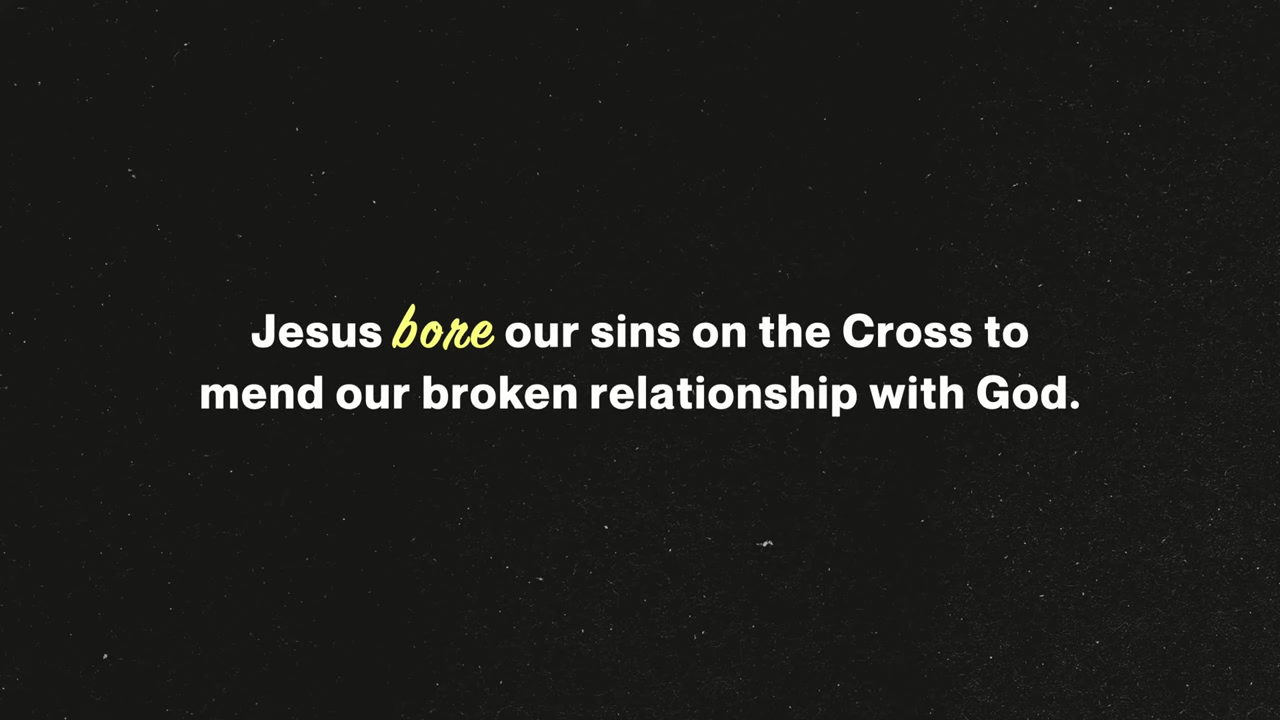 Jesus bore our sins on the Cross to
mend our broken relationship with God.